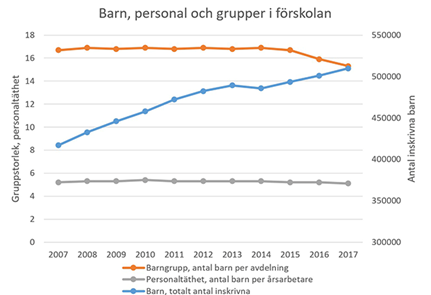 Barn, personal och grupper i förskolan
Gruppstorlek, personaltäthet
18
16
14
12
10
8
6
4
2
0
550000
500000
450000
400000
350000
300000
Antal inskrivna barn
2007 2008 2009 2010 2011 2012 2013 2014 2015 2016 2017
Barngrupp, antal barn per avdelning
Personaltäthet, antal barn per årsarbetare
Barn, totalt antal inskrivna